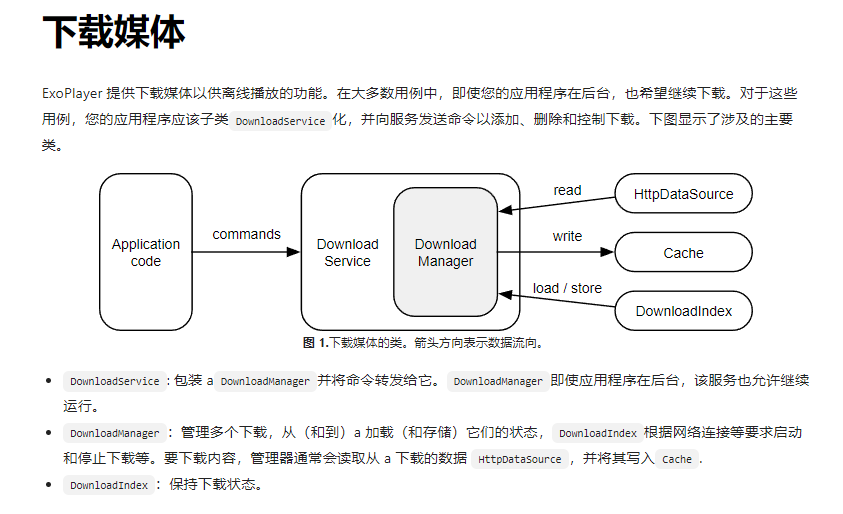 下载媒体
ExoPlayer 提供下载媒体以供离线播放的功能。在大多数用例中，即使您的应用程序在后台，也希望继续下载。对于这些
用例，您的应用程序应该子类 DownloadService 化，并向服务发送命令以添加、删除和控制下载。下图显示了涉及的主要
类。
Application
code
commands
Download
Service
Download
Manager
read
HttpDataSource
write
Cache
load / store
DownloadIndex
图 1.下载媒体的类。箭头方向表示数据流向。
DownloadService : 包装 a DownloadManager 并将命令转发给它。 DownloadManager 即使应用程序在后台，该服务也允许继续
运行。
DownloadManager ： 管理多个下载，从（和到）a 加载（和存储）它们的状态， DownloadIndex 根据网络连接等要求启动
和停止下载等。要下载内容，管理器通常会读取从 a 下载的数据 HttpDataSource ，并将其写入 Cache .
DownloadIndex ： 保持下载状态。